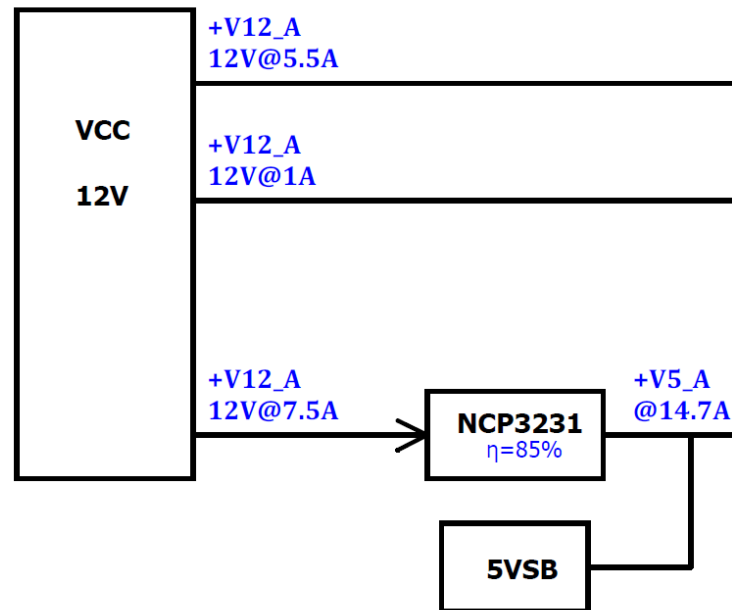 +V12_A
12V@5.5A
VCC
12V
+V12_A
12V@1A
+V12_A
12V@7.5A
NCP3231
η=85%
+V5_A
@14.7A
5VSB